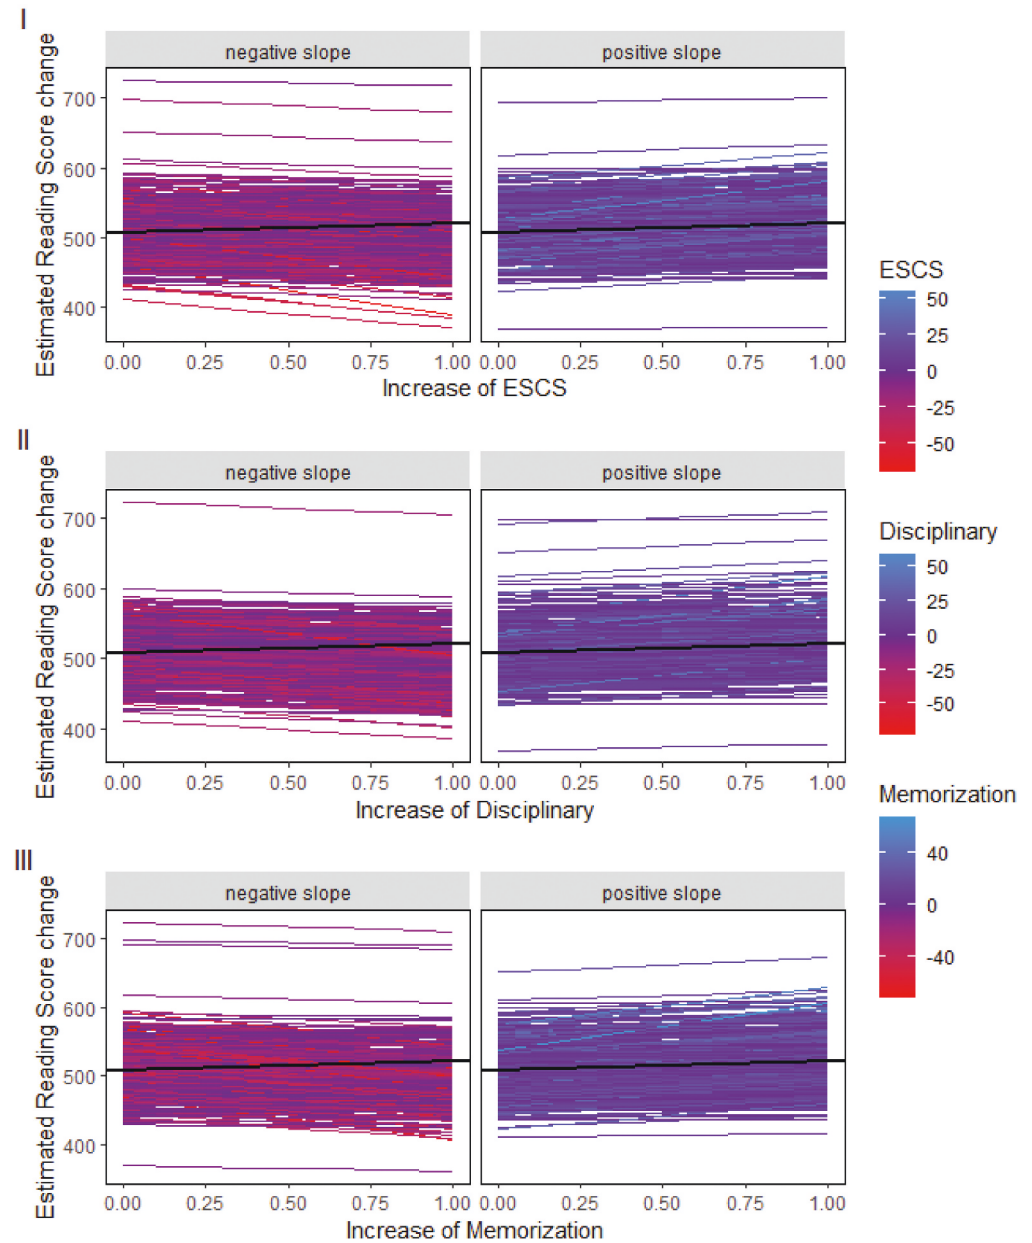 I
negative slope
positive slope
Estimated Reading Score change
700
600
500
400
0.00 0.25 0.50 0.75 1.00
0.00 0.25 0.50 0.75 1.00
Increase of ESCS
ESCS
50
25
0
-25
-50
II
negative slope
positive slope
Estimated Reading Score change
700
600
500
400
0.00 0.25 0.50 0.75 1.00
0.00 0.25 0.50 0.75 1.00
Increase of Disciplinary
Disciplinary
50
25
0
-25
-50
III
negative slope
positive slope
Estimated Reading Score change
700
600
500
400
0.00 0.25 0.50 0.75 1.00
0.00 0.25 0.50 0.75 1.00
Increase of Memorization
Memorization
40
0
-40